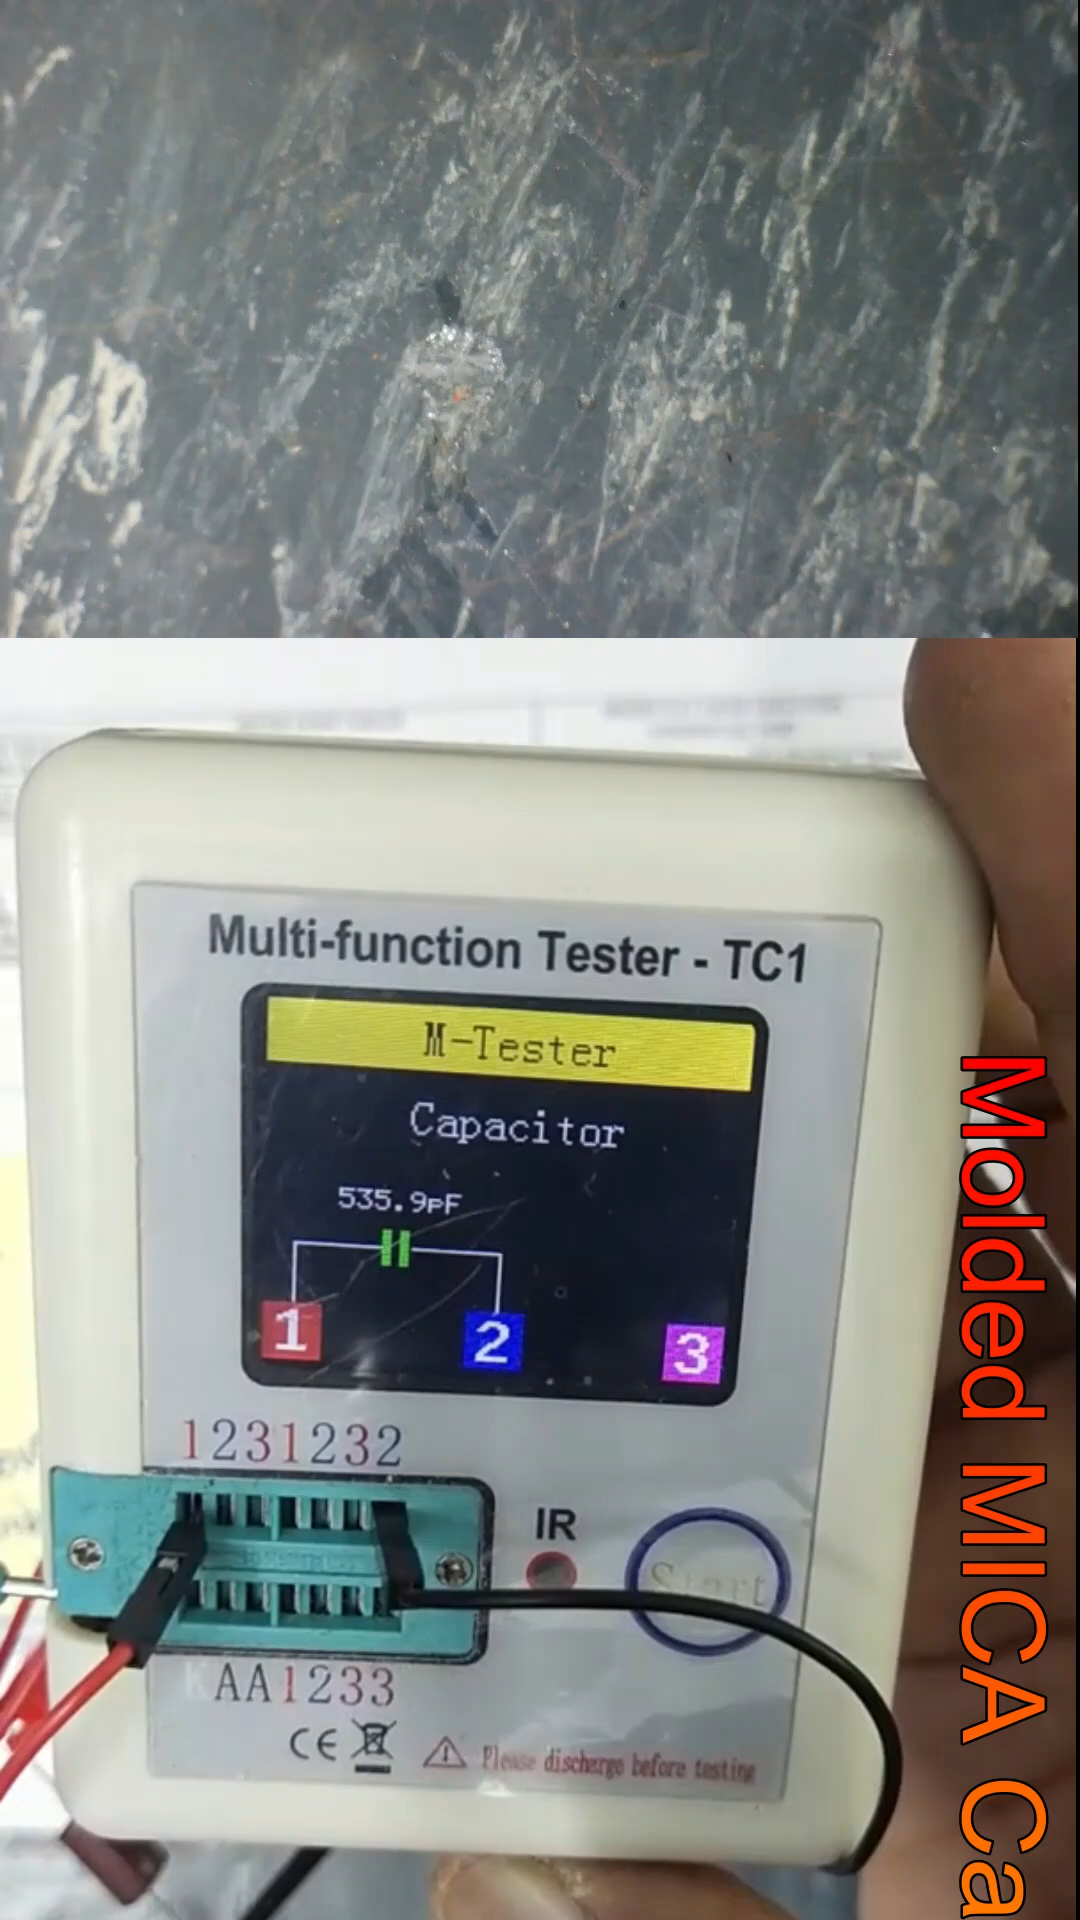 Multi-function Tester - TC1
M-Tester
Capacitor
535.9pF
1
2
3
1231232
IR
Start
KAA1233
CE
Please discharge before testing
Molded MICA Ca